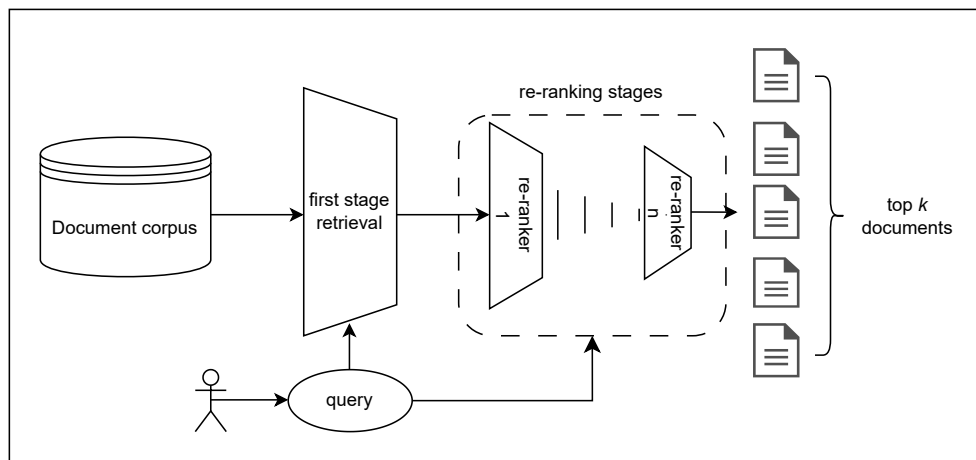 re-ranking stages
Document corpus
first stage
retrieval
re-ranker
1
re-ranker
n
top k
documents
query